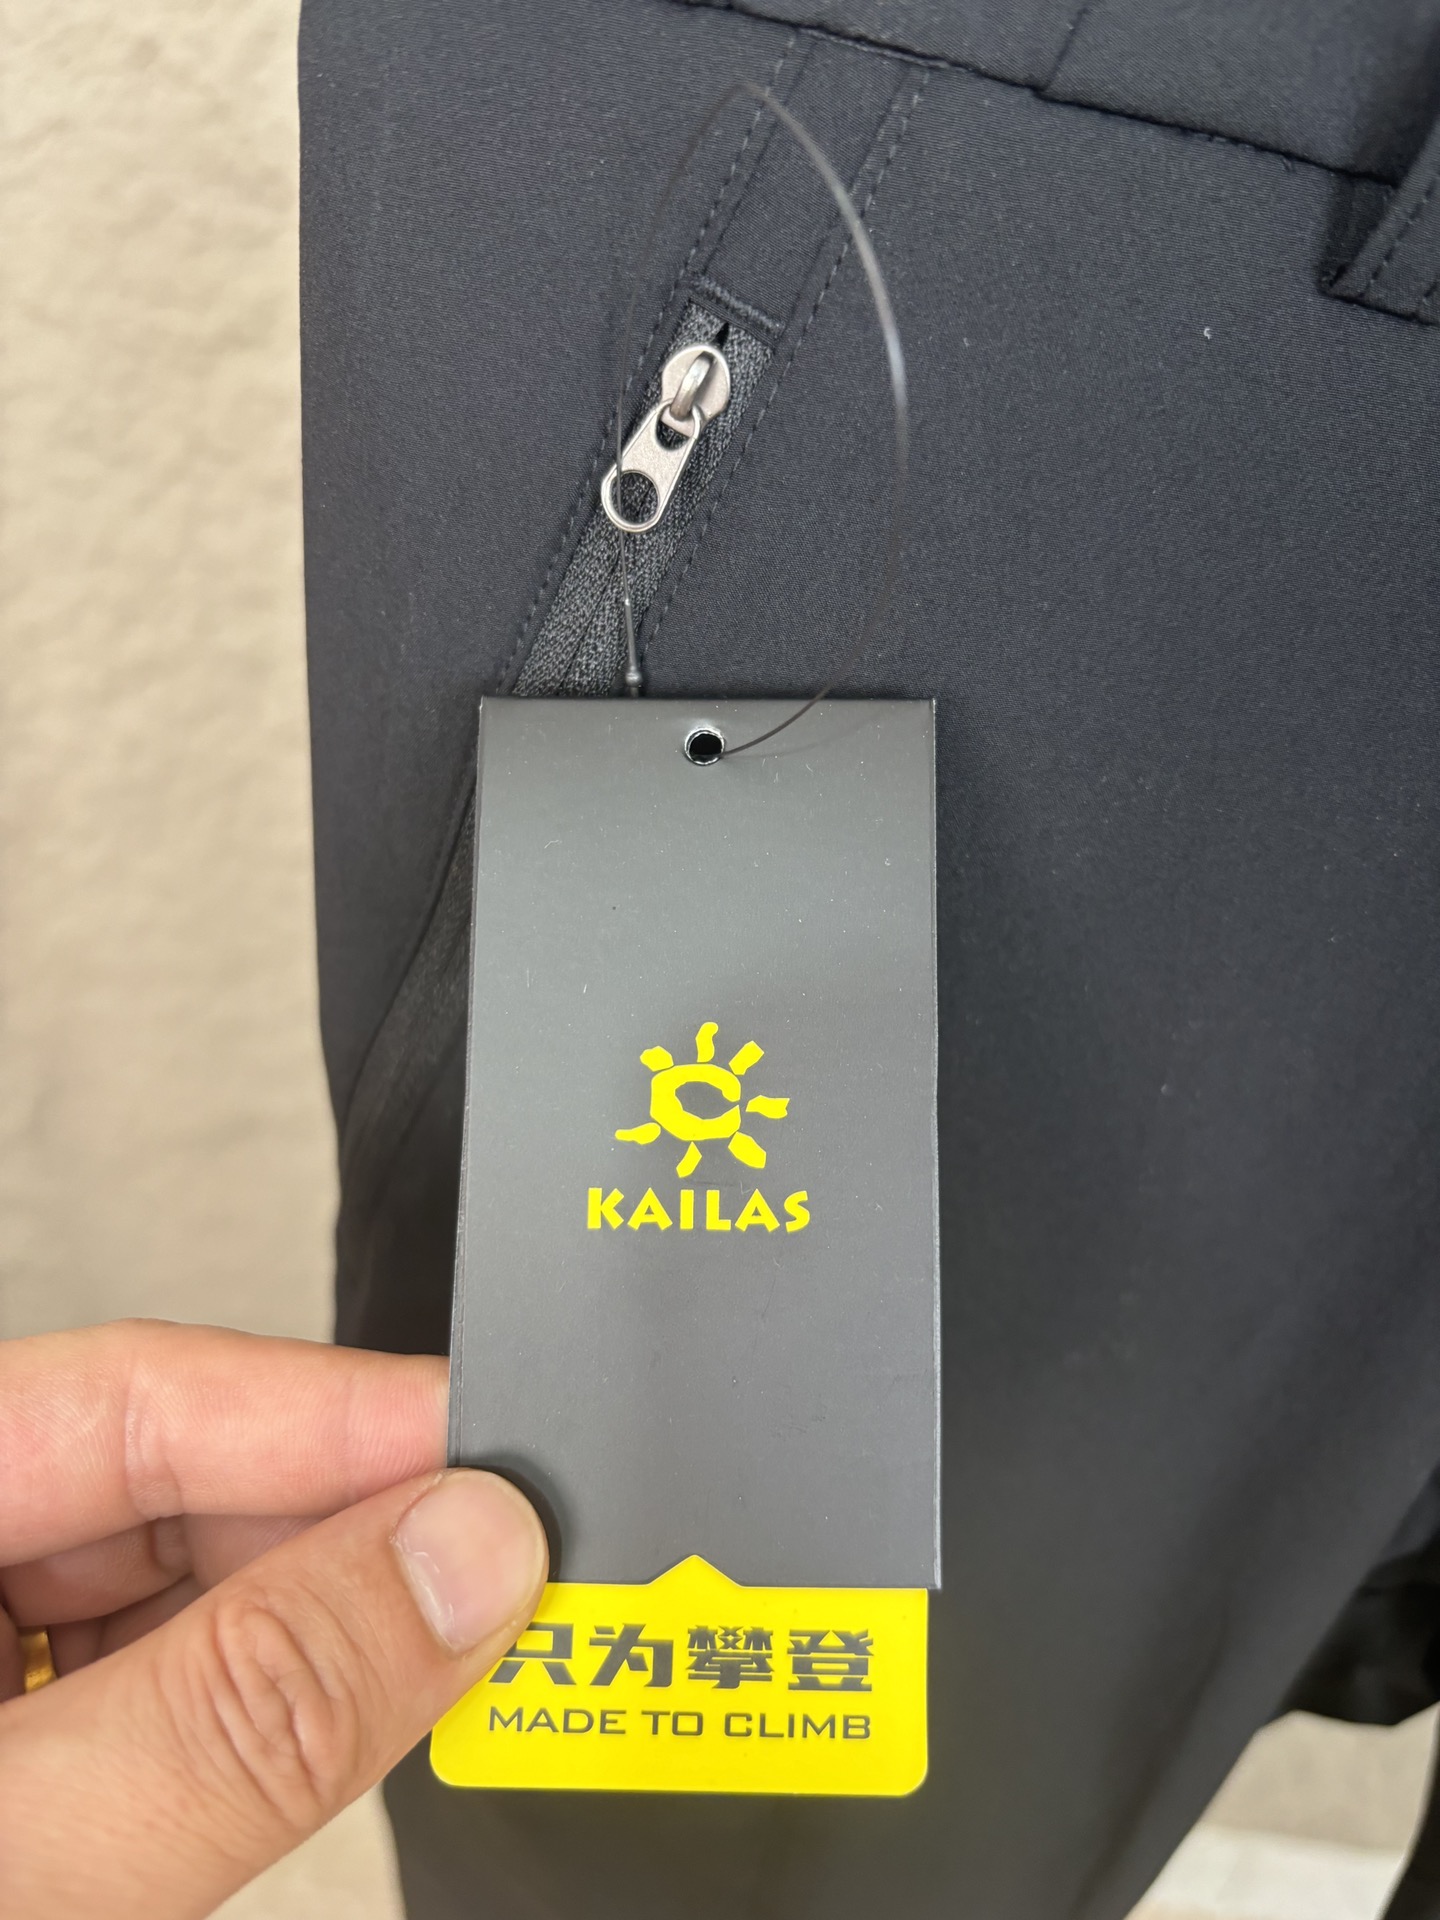 KAILAS
只为攀登
MADE TO CLIMB